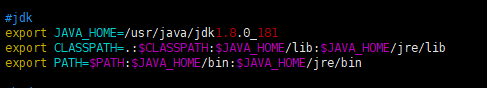 #jdk
export JAVA_HOME=/usr/java/jdk1.8.0_181
export CLASSPATH=.:$CLASSPATH:$JAVA_HOME/lib:$JAVA_HOME/jre/lib
export PATH=$PATH:$JAVA_HOME/bin:$JAVA_HOME/jre/bin